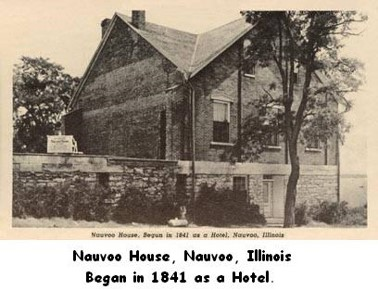 Nauvoo House, Begun in 1841 as a Hotel, Nauvoo, Illinois
Nauvoo House, Nauvoo, Illinois
Began in 1841 as a Hotel.